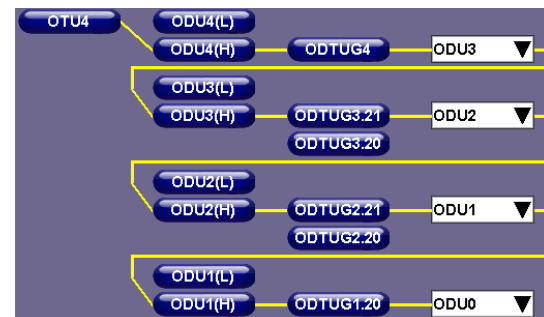 OTU4 ODU4(L)
ODU4(H) ODTUG4 ODU3
ODU3(L)
ODU3(H) ODTUG3.21 ODU2
ODTUG3.20
ODU2(L)
ODU2(H) ODTUG2.21 ODU1
ODTUG2.20
ODU1(L)
ODU1(H) ODTUG1.20 ODU0